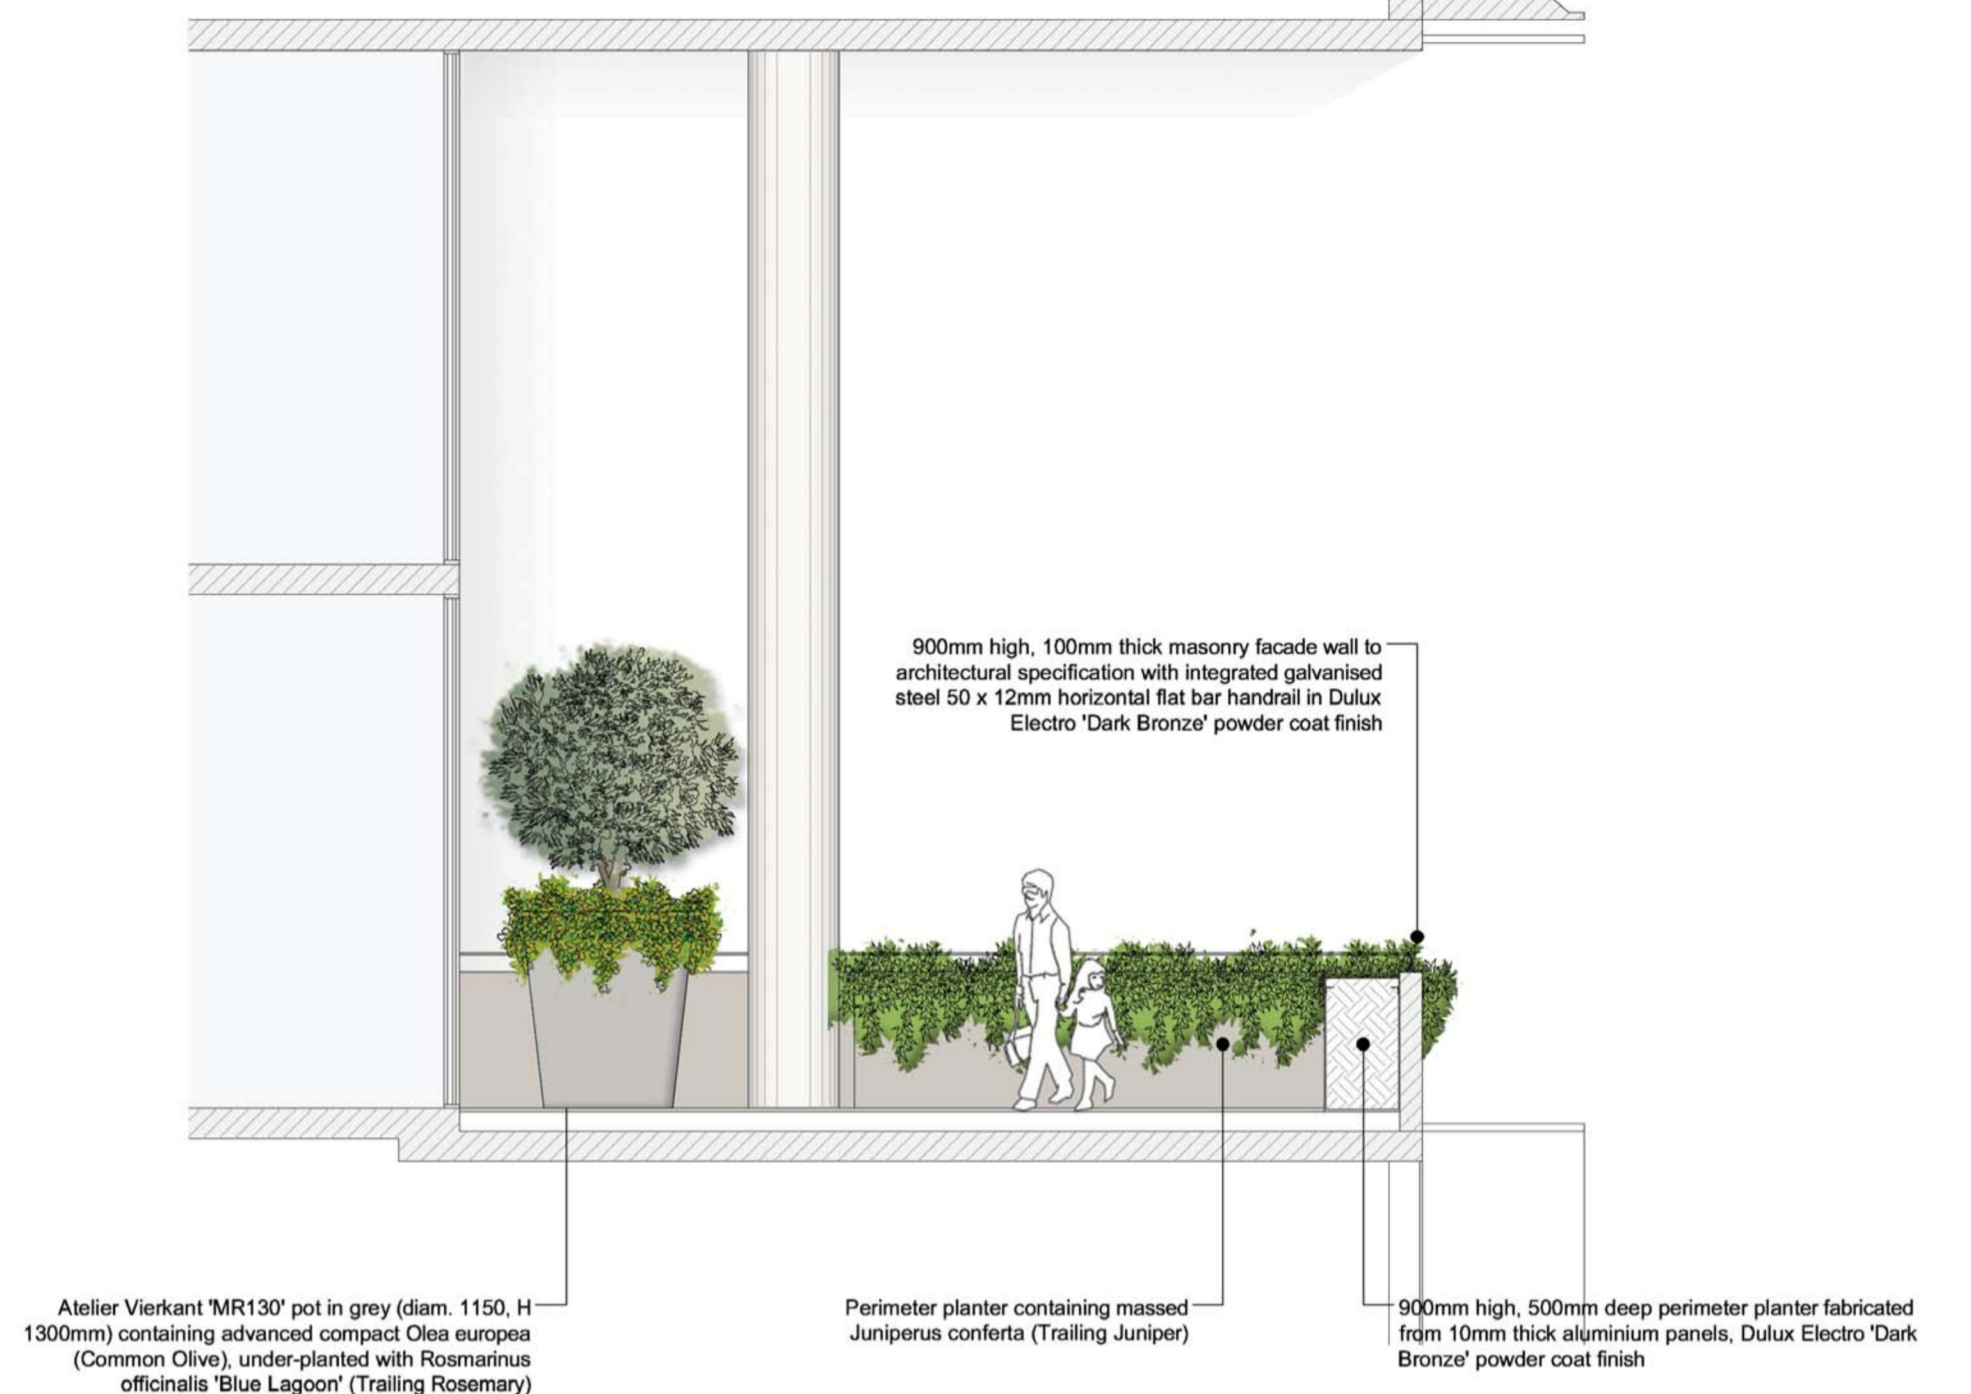 900mm high, 100mm thick masonry facade wall to
architectural specification with integrated galvanised
steel 50 x 12mm horizontal flat bar handrail in Dulux
Electro 'Dark Bronze' powder coat finish
Atelier Vierkant 'MR130' pot in grey (diam. 1150, H
1300mm) containing advanced compact Olea europea
(Common Olive), under-planted with Rosmarinus
officinalis 'Blue Lagoon' (Trailing Rosemary)
Perimeter planter containing massed
Juniperus conferta (Trailing Juniper)
900mm high, 500mm deep perimeter planter fabricated
from 10mm thick aluminium panels, Dulux Electro 'Dark
Bronze' powder coat finish